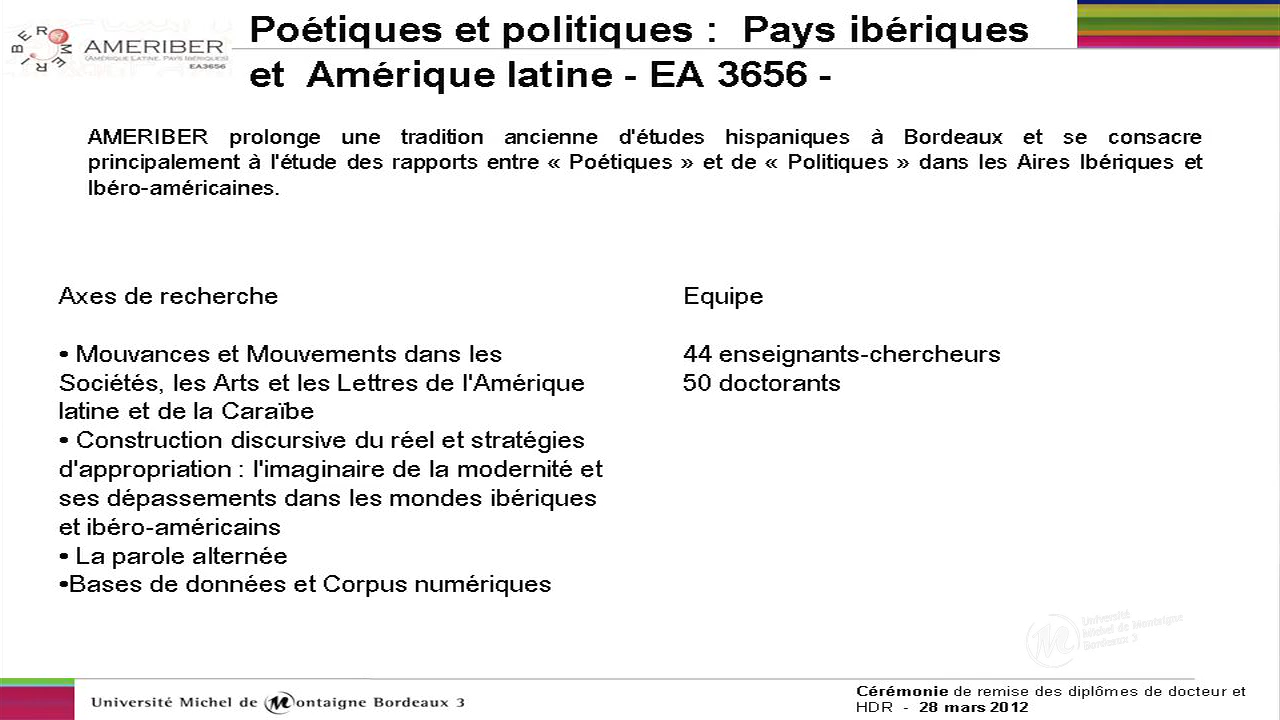 AMERIBER
AMERIBER
(AMÉRIQUE LATINE, PAYS IBÉRIQUES)
EA3656
Poétiques et politiques :  Pays ibériques
et  Amérique latine - EA 3656 -
AMERIBER prolonge une tradition ancienne d'études hispaniques à Bordeaux et se consacre
principalement à l'étude des rapports entre « Poétiques » et de « Politiques » dans les Aires Ibériques et
Ibéro-américaines.
Axes de recherche
• Mouvances et Mouvements dans les
Sociétés, les Arts et les Lettres de l'Amérique
latine et de la Caraïbe
• Construction discursive du réel et stratégies
d'appropriation : l'imaginaire de la modernité et
ses dépassements dans les mondes ibériques
et ibéro-américains
• La parole alternée
•Bases de données et Corpus numériques
Equipe
44 enseignants-chercheurs
50 doctorants
Université
Michel de Montaigne
Bordeaux 3
Université Michel de Montaigne Bordeaux 3
Cérémonie de remise des diplômes de docteur et
HDR  -  28 mars 2012